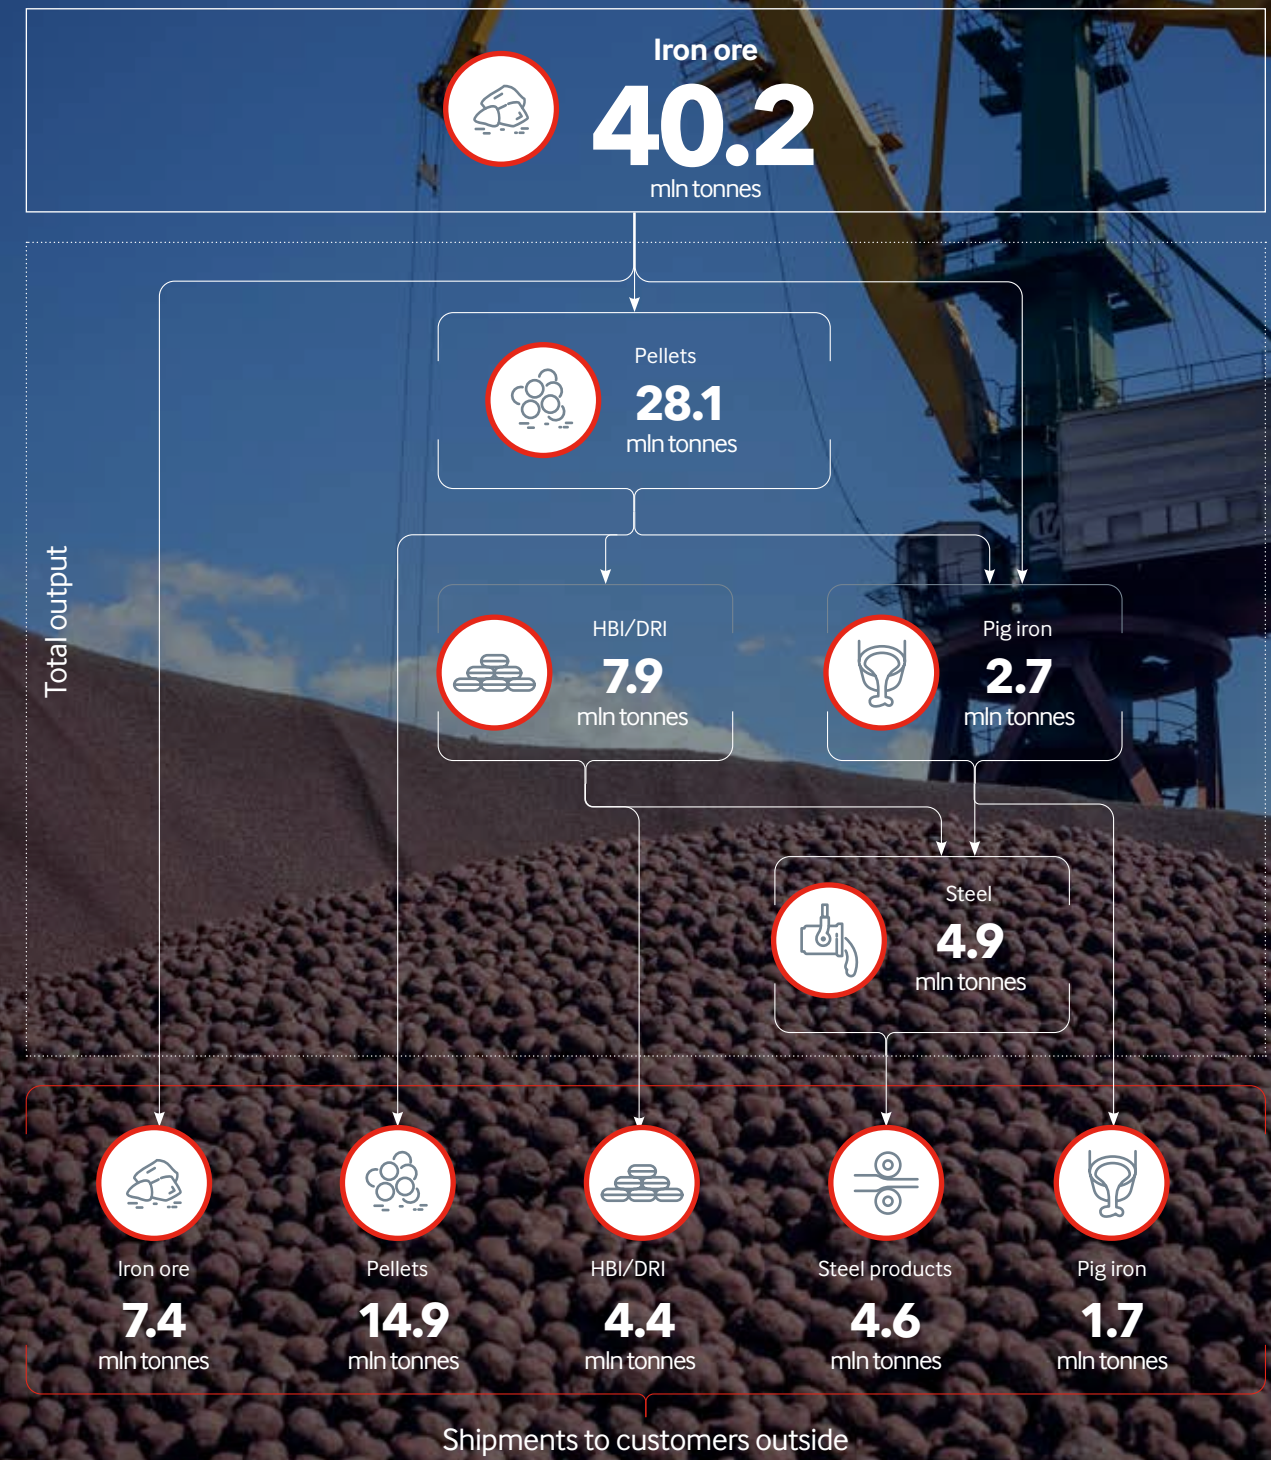 Iron ore
40.2
mln tonnes
Pellets
28.1
mln tonnes
Total output
HBI/DRI
7.9
mln tonnes
Pig iron
2.7
mln tonnes
Steel
4.9
mln tonnes
Iron ore
7.4
mln tonnes
Pellets
14.9
mln tonnes
HBI/DRI
4.4
mln tonnes
Steel products
4.6
mln tonnes
Pig iron
1.7
mln tonnes
Shipments to customers outside